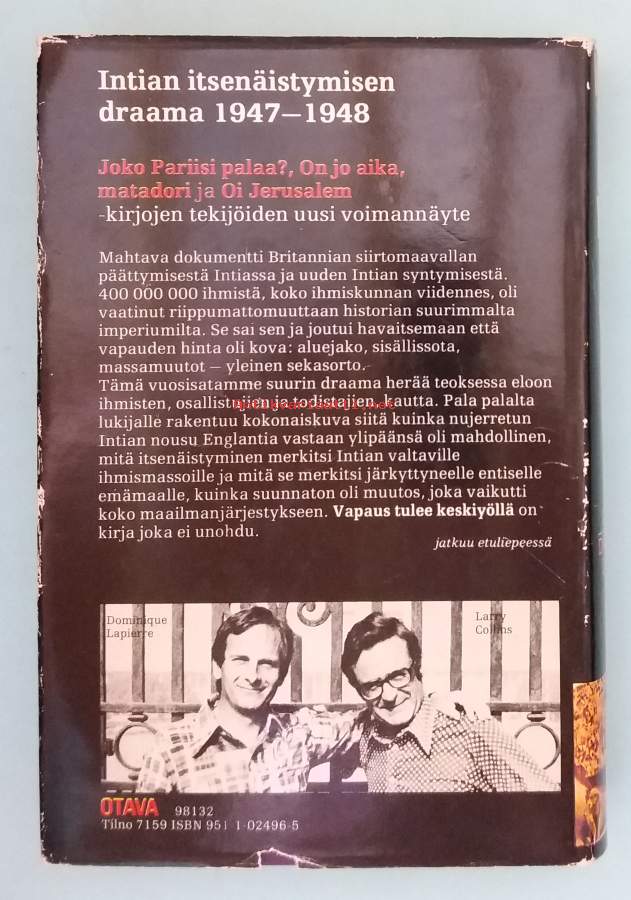 Intian itsenäistymisen
draama 1947–1948
Joko Pariisi palaa?, On jo aika,
matadori ja Oi Jerusalem
-kirjojen tekijöiden uusi voimannäyte
Mahtava dokumentti Britannian siirtomaavallan
päättymisestä Intiassa ja uuden Intian syntymisestä.
400 000 000 ihmistä, koko ihmiskunnan viidennes, oli
vaatinut riippumattomuuttaan historian suurimmalta
imperiumilta. Se sai sen ja joutui havaitsemaan että
vapauden hinta oli kova: aluejako, sisällissota,
massamuutot – yleinen sekasorto.
Tämä vuosisatamme suurin draama herää teoksessa eloon
ihmisten, osallistujien ja todistajien, kautta. Pala palalta
lukijalle rakentuu kokonaiskuva siitä kuinka nujerretun
Intian nousu Englantia vastaan ylipäänsä oli mahdollinen,
mitä itsenäistyminen merkitsi Intian valtaville
ihmismassoille ja mitä se merkitsi järkyttyneelle entiselle
emämaalle, kuinka suunnaton oli muutos, joka vaikutti
koko maailmanjärjestykseen. Vapaus tulee keskiyöllä on
kirja joka ei unohdu.
jatkuu etuliepeessä
Dominique
Lapierre
Larry
Collins
OTAVA 98132
Tilno 7159 ISBN 951 1-02496-5